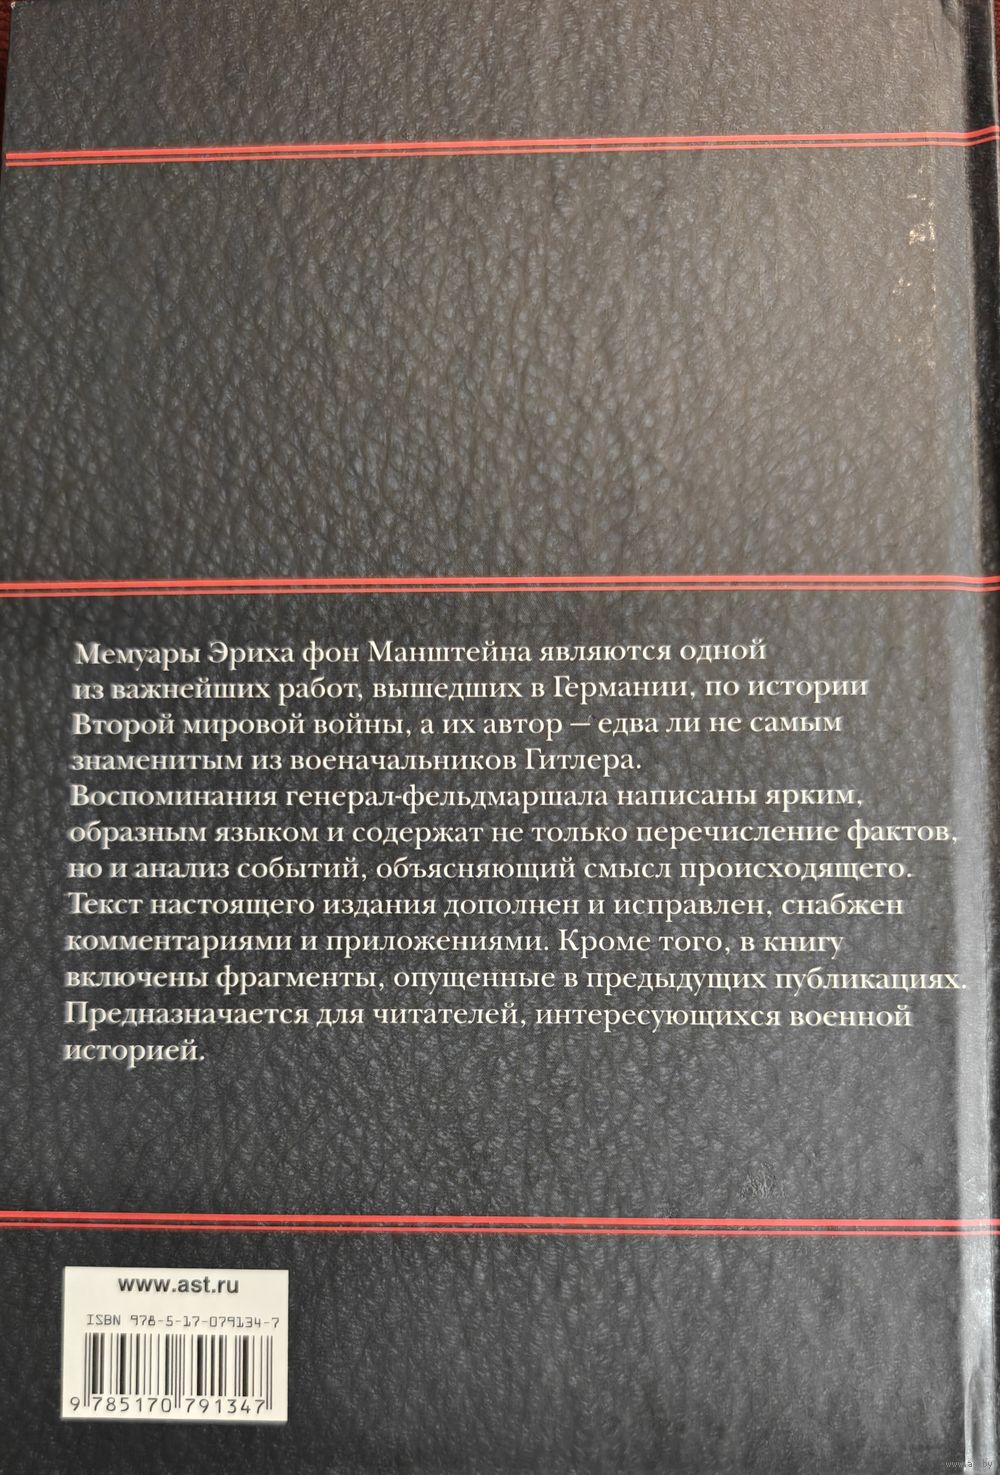 Мемуары Эриха фон Манштейна являются одной
из важнейших работ, вышедших в Германии, по истории
Второй мировой войны, а их автор — едва ли не самым
знаменитым из военачальников Гитлера.
Воспоминания генерал-фельдмаршала написаны ярким,
образным языком и содержат не только перечисление фактов,
но и анализ событий, объясняющий смысл происходящего.
Текст настоящего издания дополнен и исправлен, снабжен
комментариями и приложениями. Кроме того, в книгу
включены фрагменты, опущенные в предыдущих публикациях.
Предназначается для читателей, интересующихся военной
историей.
www.ast.ru
ISBN 978-5-17-079134-7
9 785170 791347